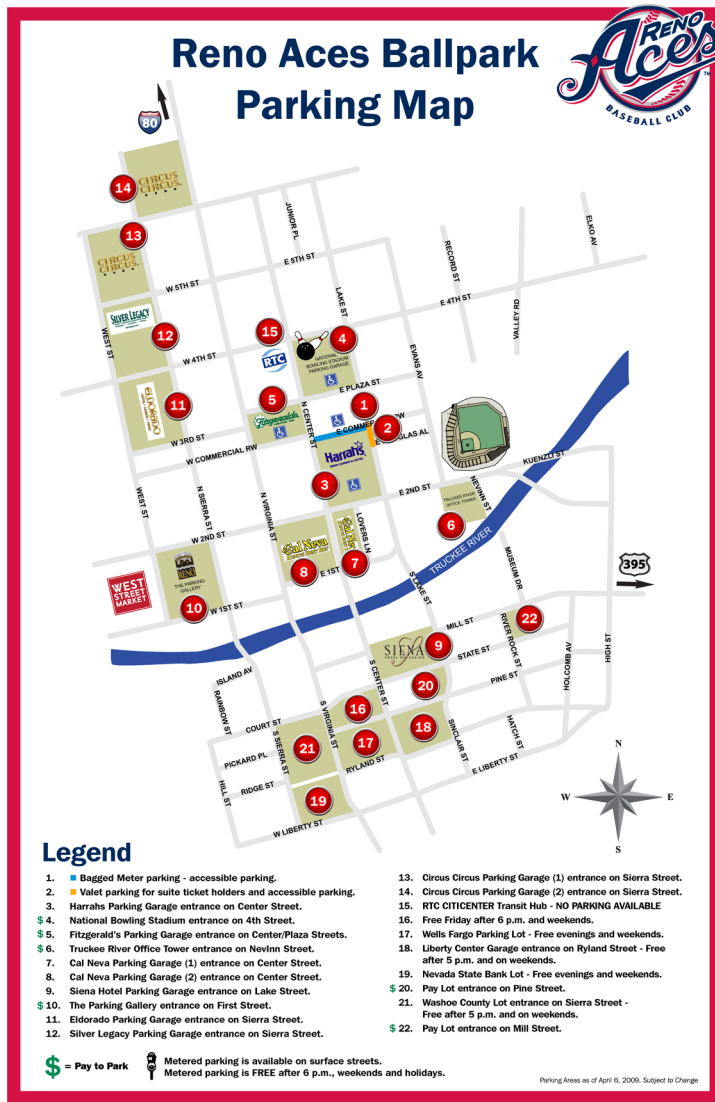 Reno Aces Ballpark
Parking Map
RENO
Aces
TM
BASEBALL CLUB
80
14
CIRCUS
CIRCUS
RENO
13
CIRCUS
CIRCUS
JUNIOR PL
ELKO AV
RECORD ST
E 5TH ST
W 5TH ST
LAKE ST
E 4TH ST
VALLEY RD
SILVER LEGACY
WEST ST
12
15
4
RTC
NATIONAL
BOWLING STADIUM
PARKING GARAGE
W 4TH ST
EVANS AV
E PLAZA ST
11
ELDORADO
5
Fitzgeralds
N CENTER ST
1
2
W 3RD ST
W COMMERCIAL RW
Harrahs
3
E 2ND ST
KUENZLI ST
WEST ST
N SIERRA ST
N VIRGINIA ST
TRUCKEE RIVER
OFFICE TOWER
NEVINN ST
6
W 2ND ST
LOVERS LN
Cal Neva
8
E 1ST
7
TRUCKEE RIVER
MUSEUM DR
395
WEST
STREET
MARKET
THE PARKING
GALLERY
10
W 1ST ST
S LAKE ST
MILL ST
22
SIENA
9
STATE ST
RIVER ROCK ST
HOLCOMB AV
HIGH ST
ISLAND AV
S CENTER ST
20
PINE ST
RAINBOW ST
16
S VIRGINIA ST
COURT ST
S SIERRA ST
21
17
18
SINCLAIR ST
HATCH ST
PICKARD PL
RYLAND ST
E LIBERTY ST
HILL ST
RIDGE ST
19
W LIBERTY ST
N
W
E
S
Legend
1. Bagged Meter parking - accessible parking.
2. Valet parking for suite ticket holders and accessible parking.
3. Harrahs Parking Garage entrance on Center Street.
$ 4. National Bowling Stadium entrance on 4th Street.
$ 5. Fitzgerald's Parking Garage entrance on Center/Plaza Streets.
$ 6. Truckee River Office Tower entrance on NevInn Street.
7. Cal Neva Parking Garage (1) entrance on Center Street.
8. Cal Neva Parking Garage (2) entrance on Center Street.
9. Siena Hotel Parking Garage entrance on Lake Street.
$ 10. The Parking Gallery entrance on First Street.
11. Eldorado Parking Garage entrance on Sierra Street.
12. Silver Legacy Parking Garage entrance on Sierra Street.
13. Circus Circus Parking Garage (1) entrance on Sierra Street.
14. Circus Circus Parking Garage (2) entrance on Sierra Street.
15. RTC CITICENTER Transit Hub - NO PARKING AVAILABLE
16. Free Friday after 6 p.m. and weekends.
17. Wells Fargo Parking Lot - Free evenings and weekends.
18. Liberty Center Garage entrance on Ryland Street - Free
after 5 p.m. and on weekends.
19. Nevada State Bank Lot - Free evenings and weekends.
$ 20. Pay Lot entrance on Pine Street.
21. Washoe County Lot entrance on Sierra Street -
Free after 5 p.m. and on weekends.
$ 22. Pay Lot entrance on Mill Street.
$ = Pay to Park
Metered parking is available on surface streets.
Metered parking is FREE after 6 p.m., weekends and holidays.
Parking Areas as of April 6, 2009. Subject to Change